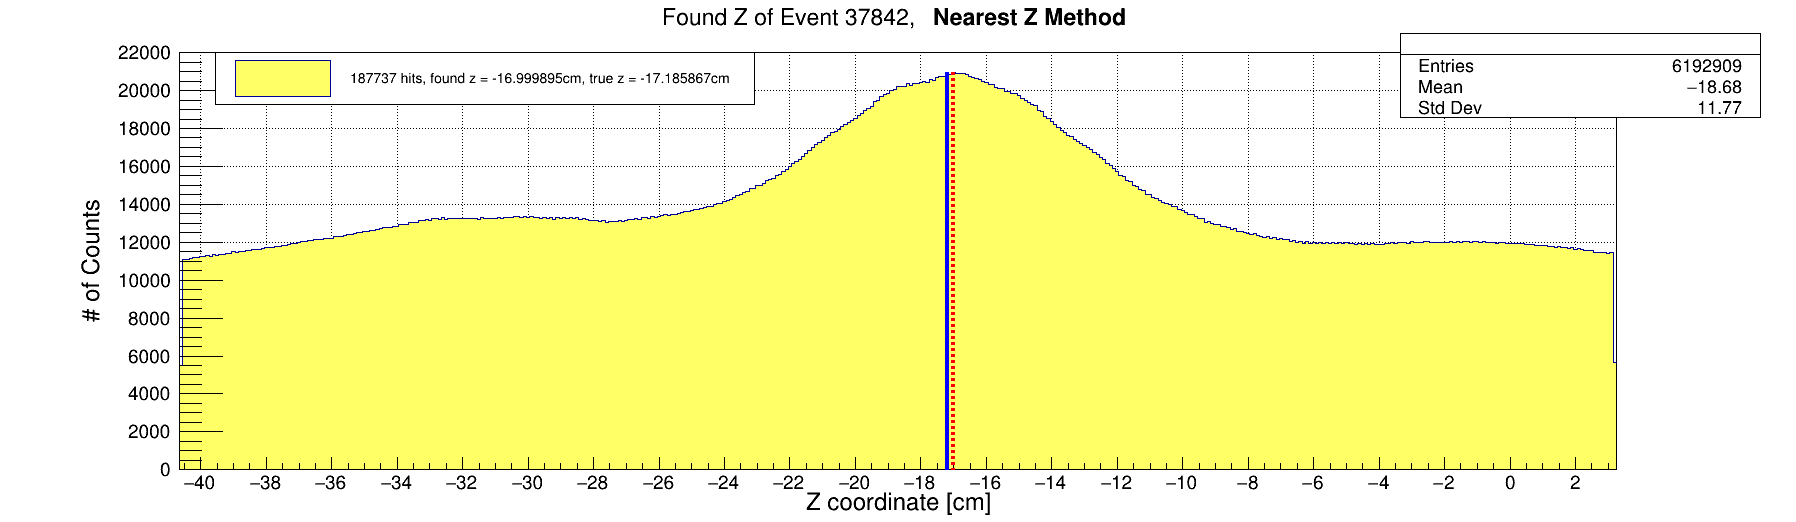 Found Z of Event 37842, Nearest Z Method
187737 hits, found z = -16.999895cm, true z = -17.185867cm
Entries 6192909
Mean −18.68
Std Dev 11.77
# of Counts
22000
20000
18000
16000
14000
12000
10000
8000
6000
4000
2000
0
−40 −38 −36 −34 −32 −30 −28 −26 −24 −22 −20 −18 −16 −14 −12 −10 −8 −6 −4 −2 0 2
Z coordinate [cm]